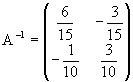 A⁻¹ = ( 6/15 − 3/15
− 1/10 3/10 )